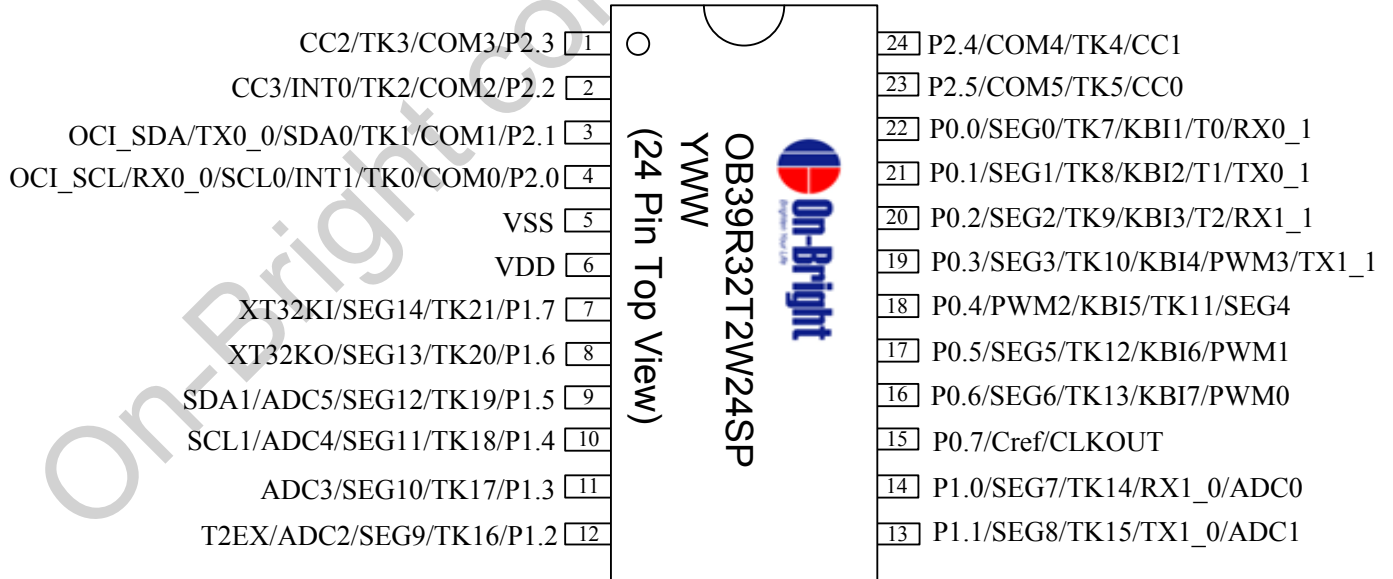 CC2/TK3/COM3/P2.3 1
CC3/INT0/TK2/COM2/P2.2 2
OCI_SDA/TX0_0/SDA0/TK1/COM1/P2.1 3
OCI_SCL/RX0_0/SCL0/INT1/TK0/COM0/P2.0 4
VSS 5
VDD 6
XT32KI/SEG14/TK21/P1.7 7
XT32KO/SEG13/TK20/P1.6 8
SDA1/ADC5/SEG12/TK19/P1.5 9
SCL1/ADC4/SEG11/TK18/P1.4 10
ADC3/SEG10/TK17/P1.3 11
T2EX/ADC2/SEG9/TK16/P1.2 12
On-Bright
Brighten Your Life
OB39R32T2W24SP
YWW
(24 Pin Top View)
24 P2.4/COM4/TK4/CC1
23 P2.5/COM5/TK5/CC0
22 P0.0/SEG0/TK7/KBI1/T0/RX0_1
21 P0.1/SEG1/TK8/KBI2/T1/TX0_1
20 P0.2/SEG2/TK9/KBI3/T2/RX1_1
19 P0.3/SEG3/TK10/KBI4/PWM3/TX1_1
18 P0.4/PWM2/KBI5/TK11/SEG4
17 P0.5/SEG5/TK12/KBI6/PWM1
16 P0.6/SEG6/TK13/KBI7/PWM0
15 P0.7/Cref/CLKOUT
14 P1.0/SEG7/TK14/RX1_0/ADC0
13 P1.1/SEG8/TK15/TX1_0/ADC1
On-Bright